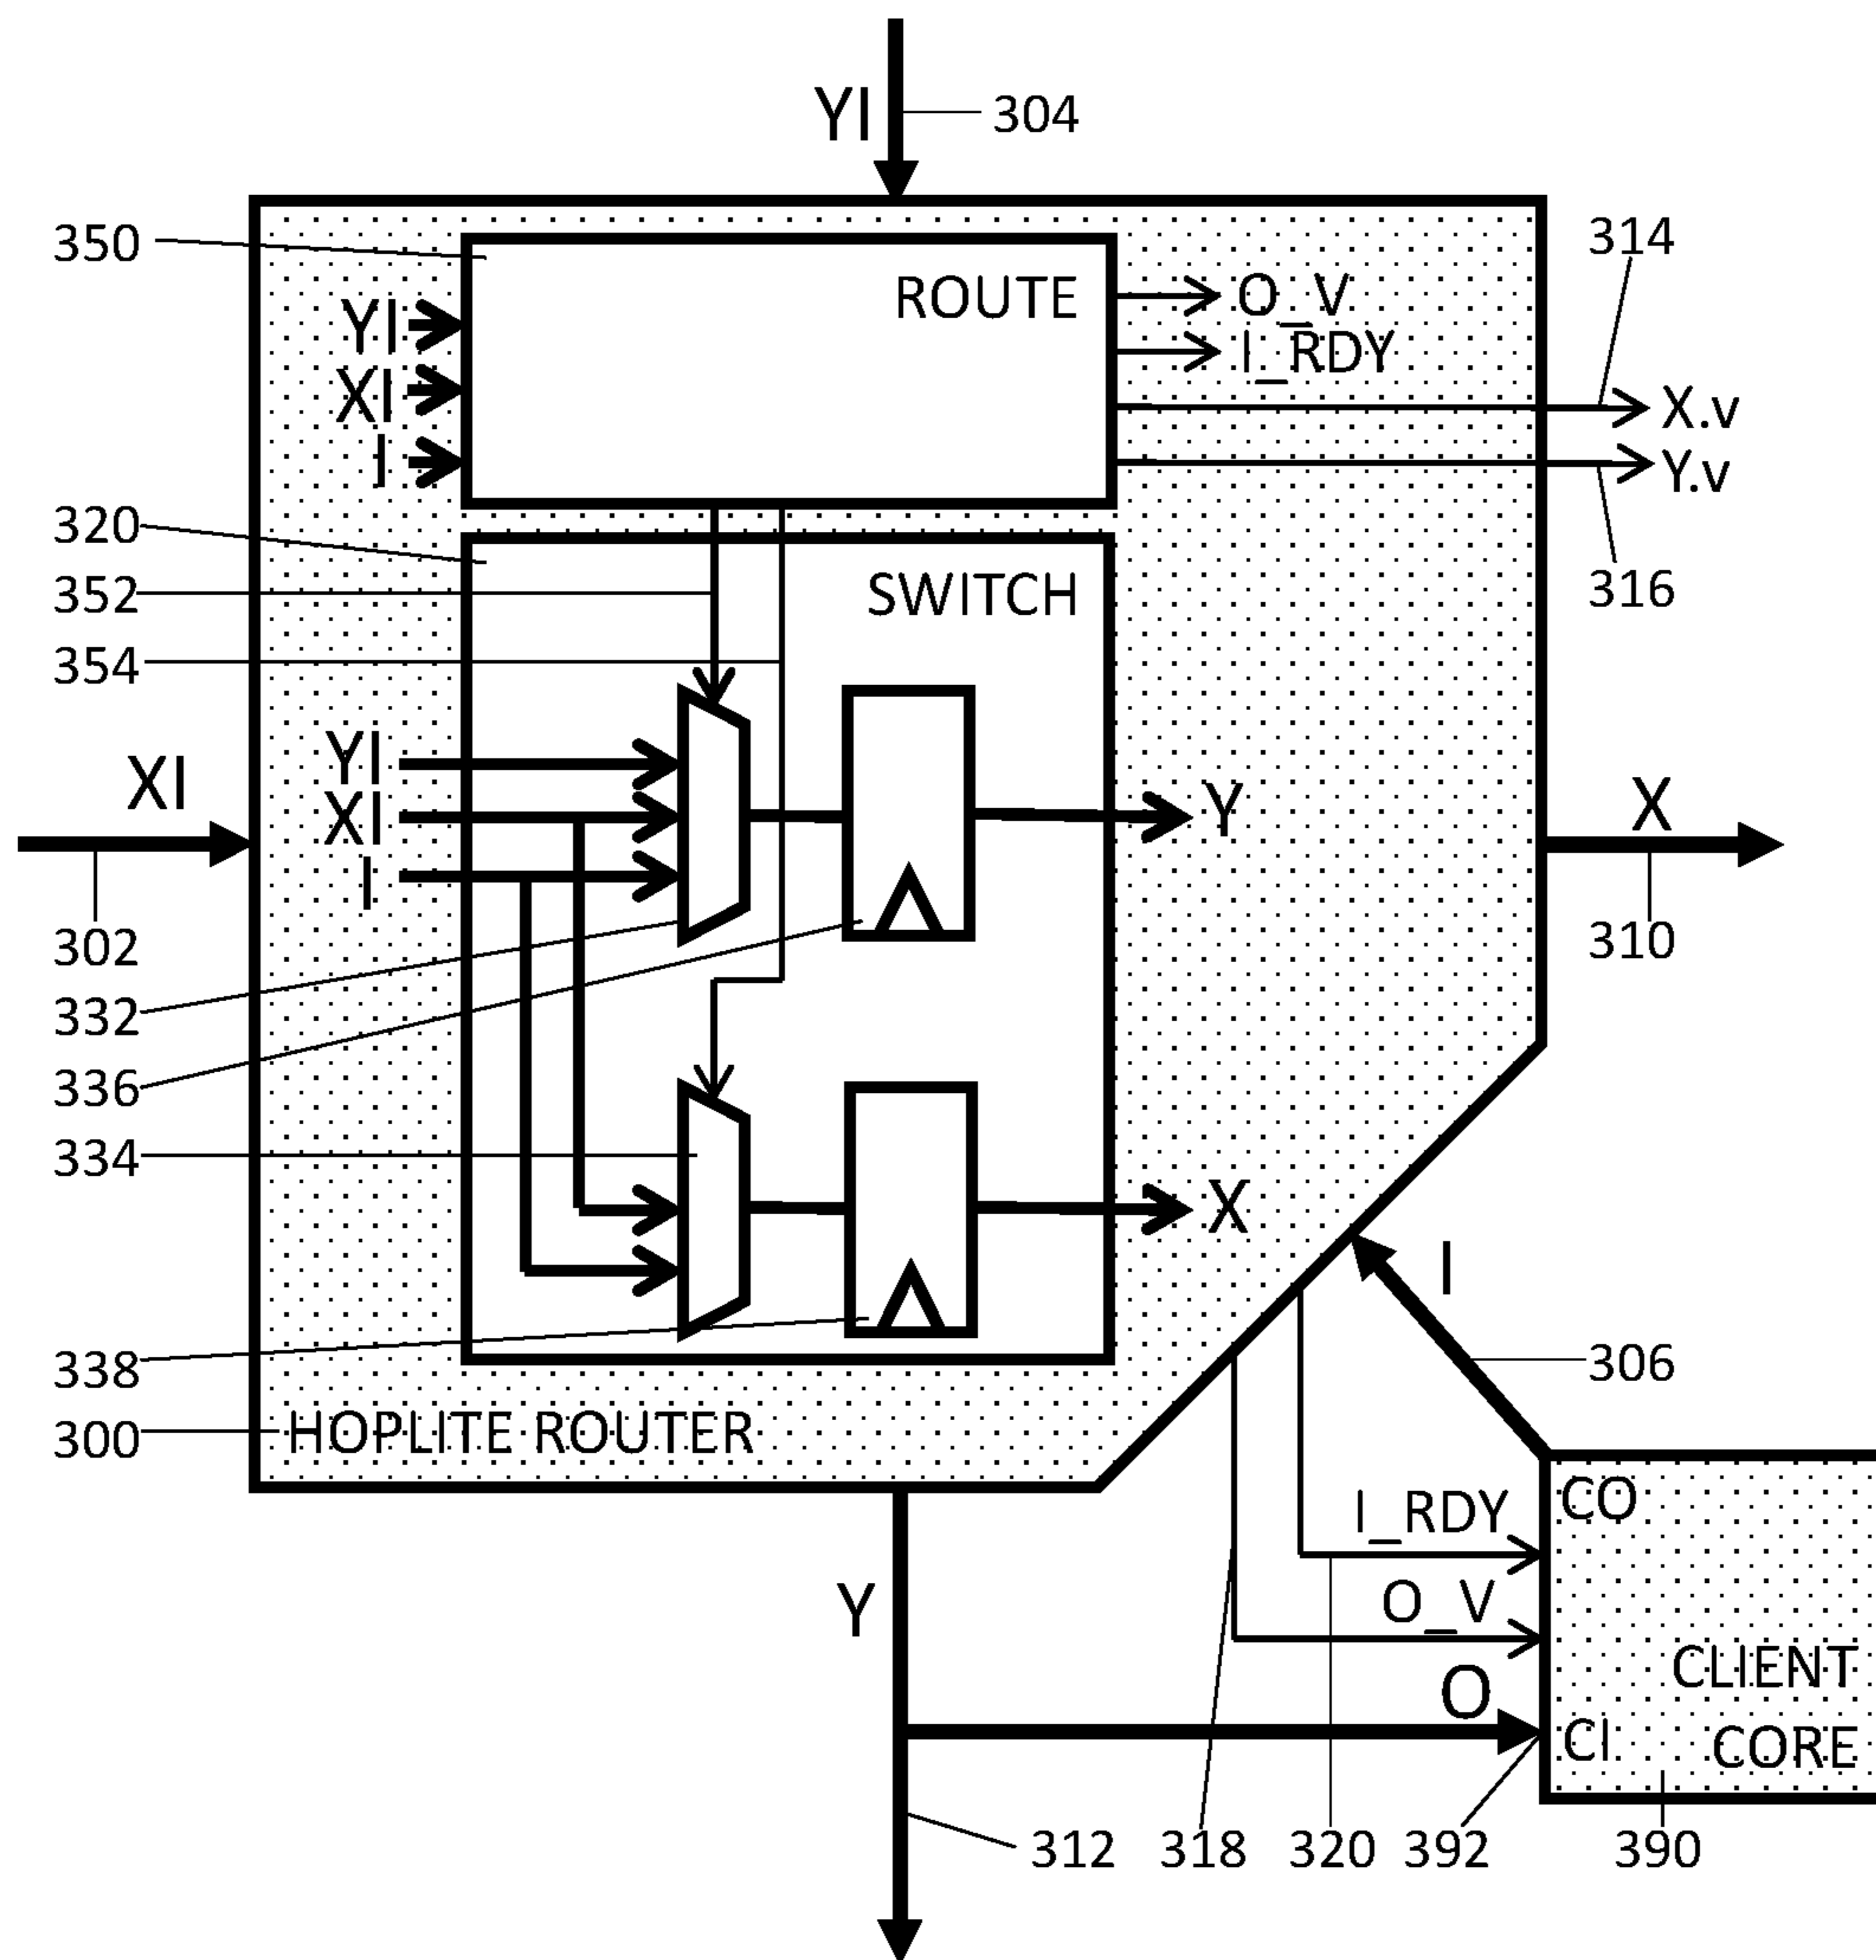 YI
304
350
ROUTE
O_V
314
YI
I_RDY
XI
X.v
I
Y.v
320
SWITCH
352
316
354
YI
XI
XI
Y
X
I
302
310
332
336
334
X
I
338
306
300
HOPLITE ROUTER
CO
I_RDY
Y
O_V
CLIENT
O
CI
CORE
312
318
320
392
390